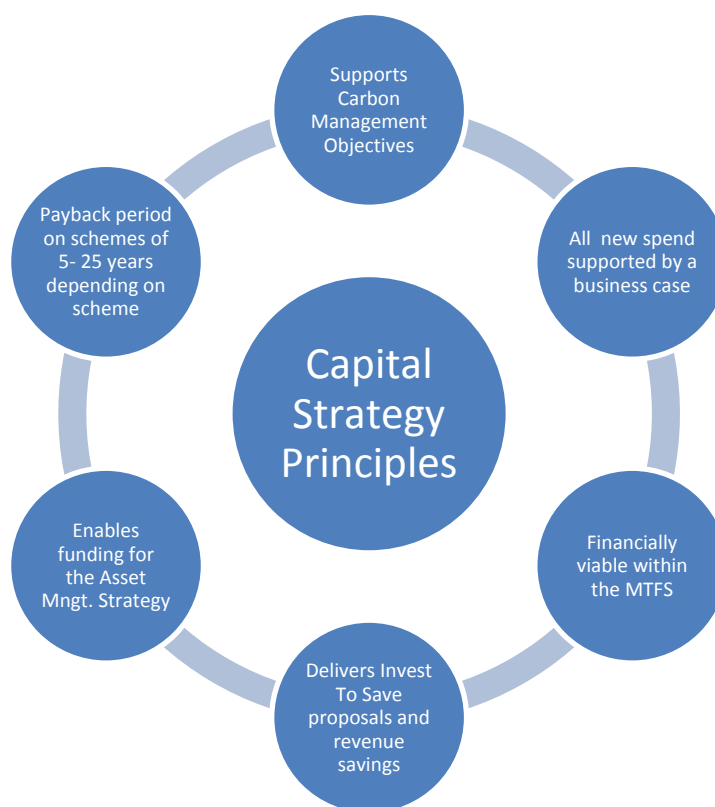 Supports
Carbon
Management
Objectives
All  new spend
supported by a
business case
Financially
viable within
the MTFS
Delivers Invest
To Save
proposals and
revenue
savings
Enables
funding for
the Asset
Mngt. Strategy
Payback period
on schemes of
5- 25 years
depending on
scheme
Capital
Strategy
Principles